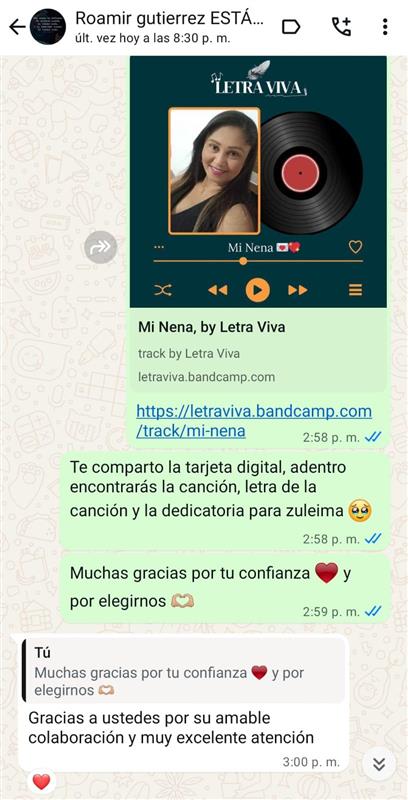 Roamir gutierrez ESTÁ...
últ. vez hoy a las 8:30 p. m.
LETRA VIVA
Mi Nena 💌❤️
Mi Nena, by Letra Viva
track by Letra Viva
letraviva.bandcamp.com
https://letraviva.bandcamp.com
/track/mi-nena
2:58 p. m.
Te comparto la tarjeta digital, adentro
encontrarás la canción, letra de la
canción y la dedicatoria para zuleima 🥹
2:58 p. m.
Muchas gracias por tu confianza ❤️ y
por elegirnos 🫶🏼
2:59 p. m.
Tú
Muchas gracias por tu confianza ❤️ y por
elegirnos 🫶🏼
Gracias a ustedes por su amable
colaboración y muy excelente atención
3:00 p. m.